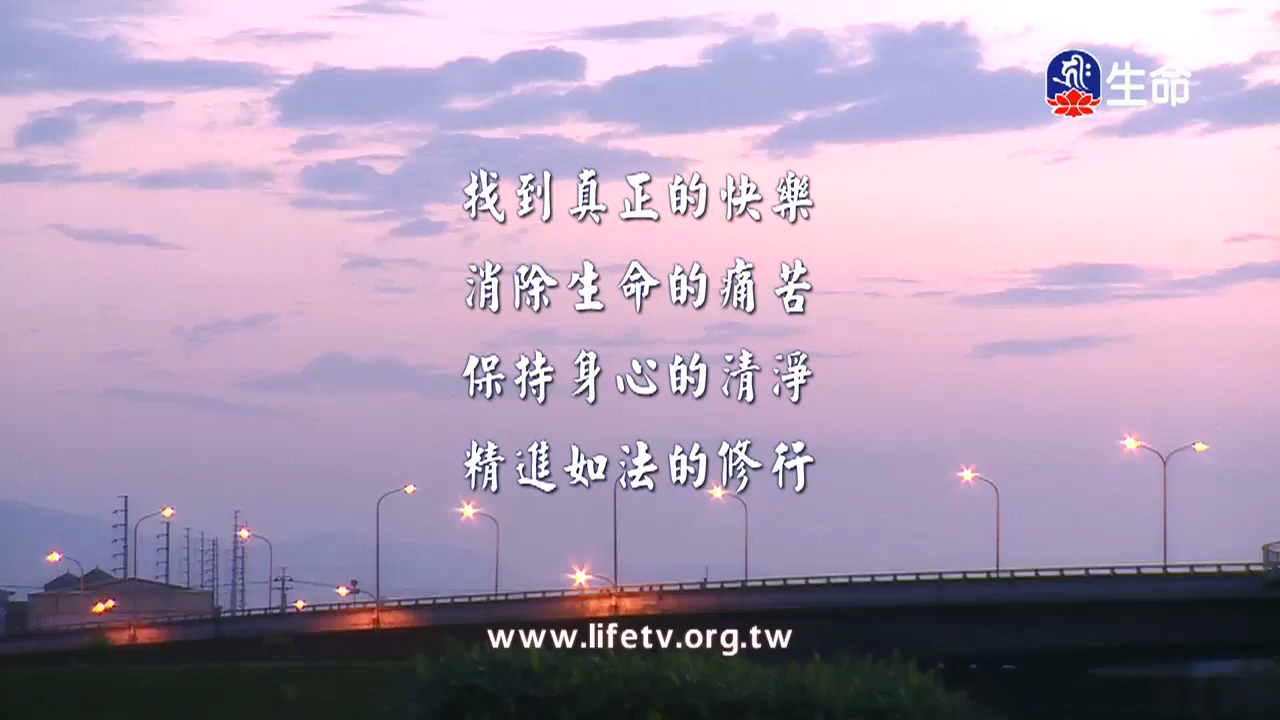 生命
找到真正的快樂
消除生命的痛苦
保持身心的清淨
精進如法的修行
www.lifetv.org.tw